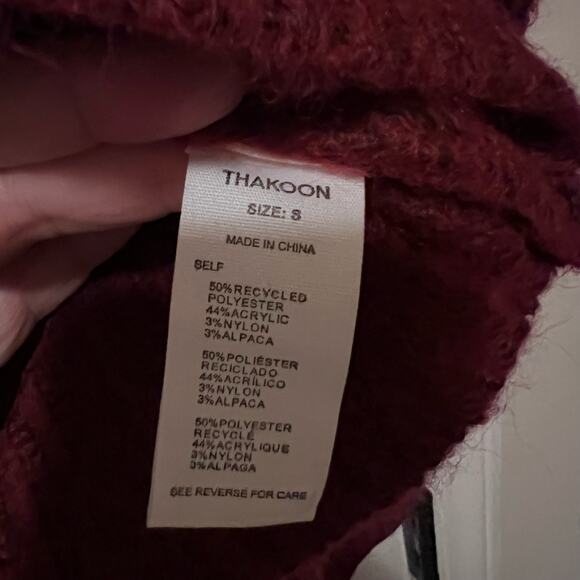 THAKOON
SIZE: S
MADE IN CHINA
SELF
50%RECYCLED
POLYESTER
44%ACRYLIC
3%NYLON
3%ALPACA
50%POLIÉSTER
RECICLADO
44%ACRÍLICO
3%NYLON
3%ALPACA
50%POLYESTER
RECYCLÉ
44%ACRYLIQUE
3%NYLON
3%ALPAGA
SEE REVERSE FOR CARE